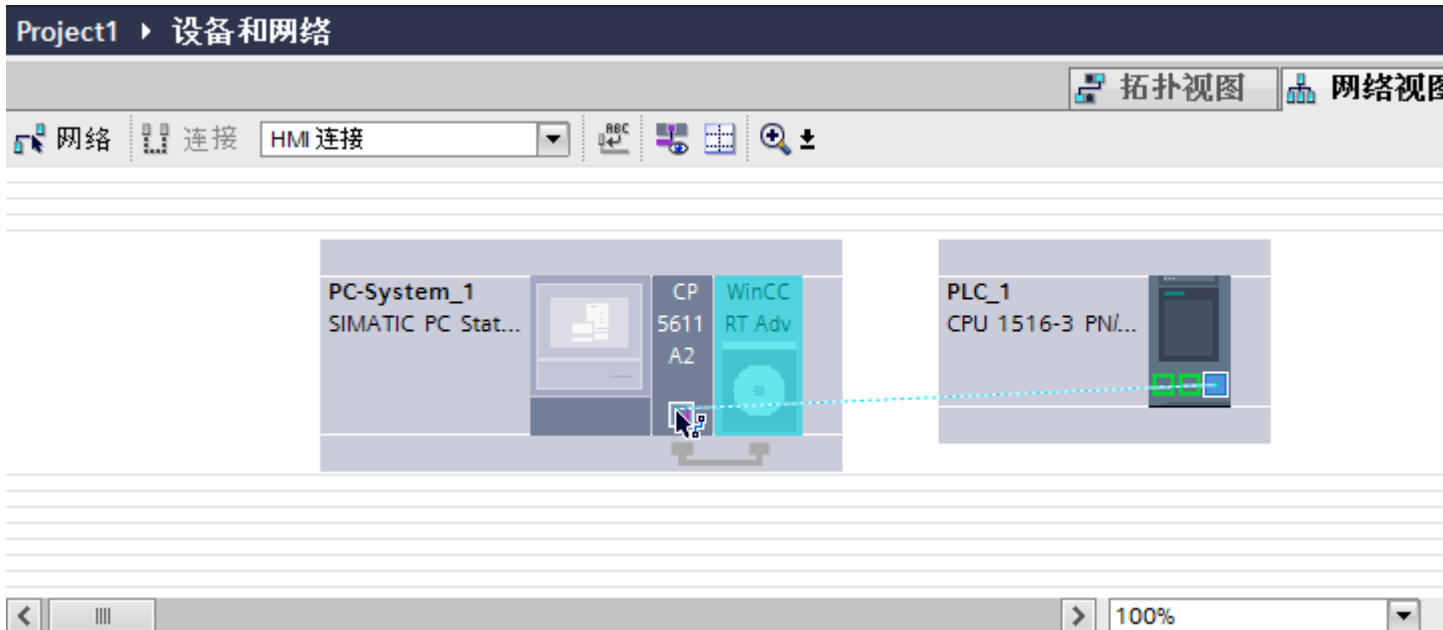 Project1 ▸ 设备和网络
拓扑视图 网络视图
网络 连接 HMI 连接 ABC
PC-System_1
SIMATIC PC Stat...
CP
5611
A2
WinCC
RT Adv
PLC_1
CPU 1516-3 PN/...
100%